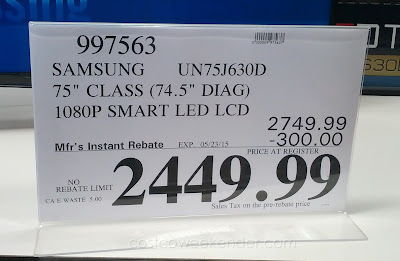 997563
SAMSUNG UN75J630D
75" CLASS (74.5" DIAG)
1080P SMART LED LCD
2749.99
Mfr's Instant Rebate EXP. 05/23/15 -300.00
PRICE AT REGISTER
NO
REBATE LIMIT
2449.99
CA E-WASTE 5.00
Sales Tax on the pre-rebate price
costcoweekender.com